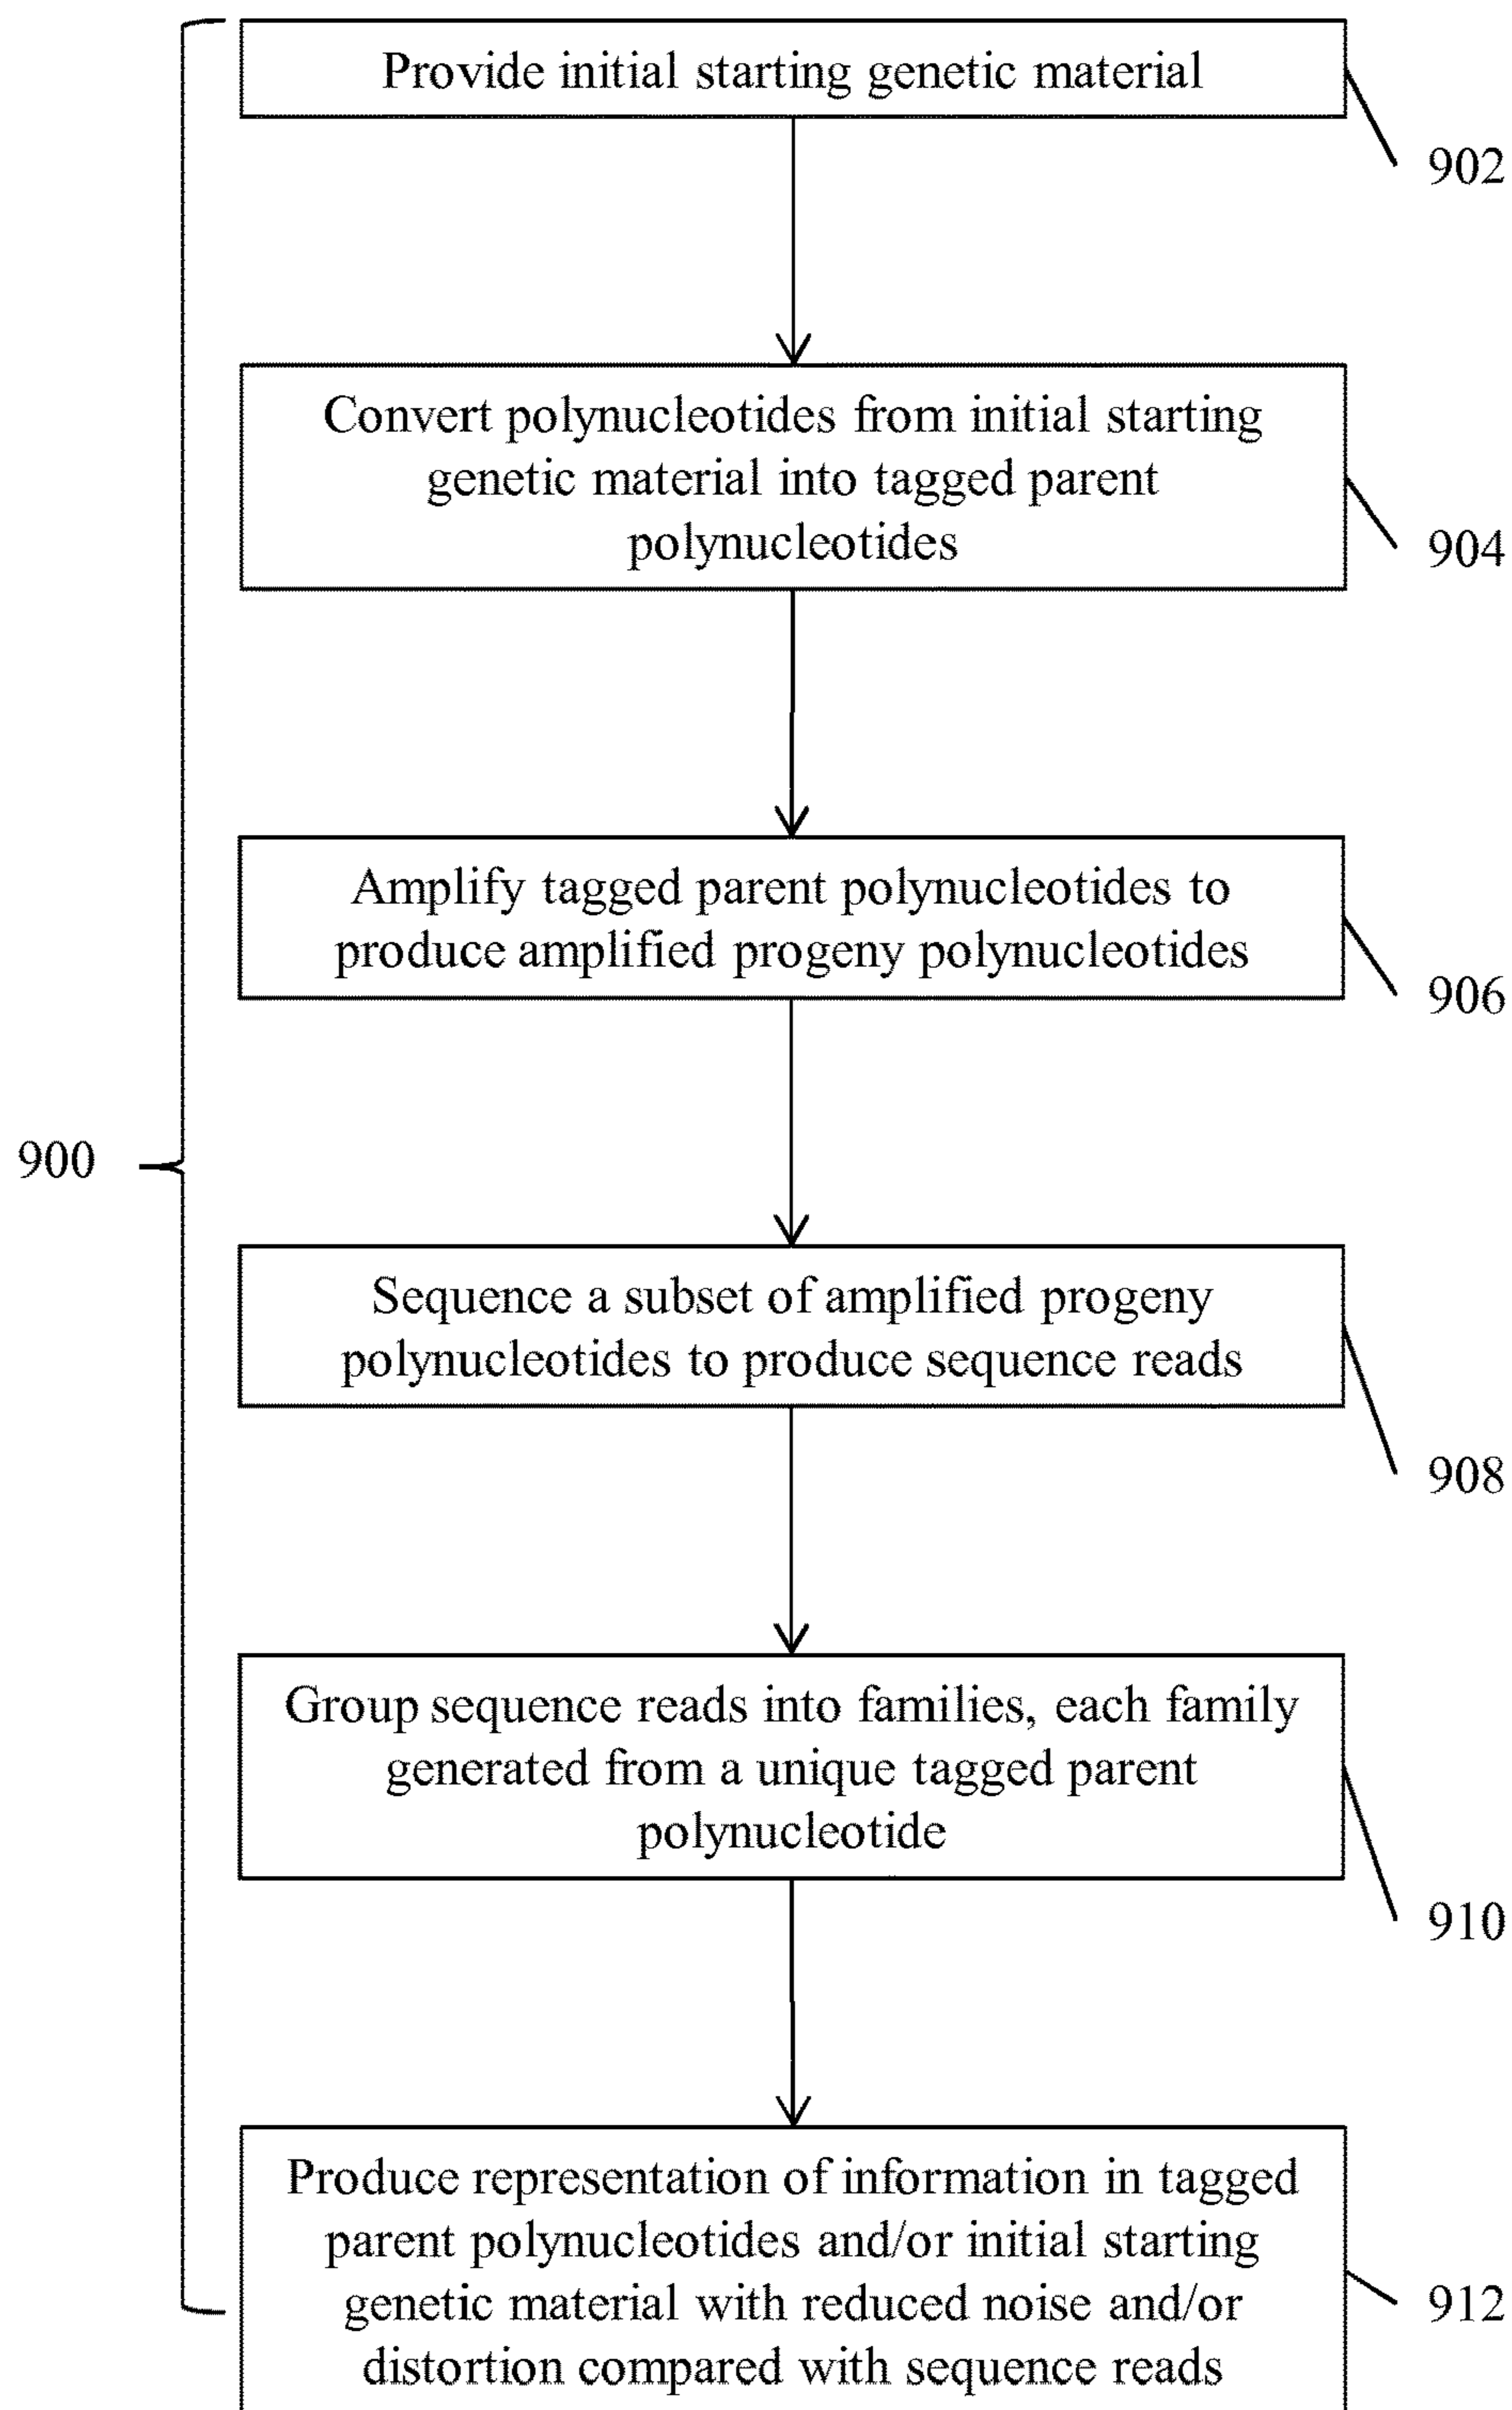 Provide initial starting genetic material
902
Convert polynucleotides from initial starting
genetic material into tagged parent
polynucleotides
904
Amplify tagged parent polynucleotides to
produce amplified progeny polynucleotides
906
900
Sequence a subset of amplified progeny
polynucleotides to produce sequence reads
908
Group sequence reads into families, each family
generated from a unique tagged parent
polynucleotide
910
Produce representation of information in tagged
parent polynucleotides and/or initial starting
genetic material with reduced noise and/or
distortion compared with sequence reads
912